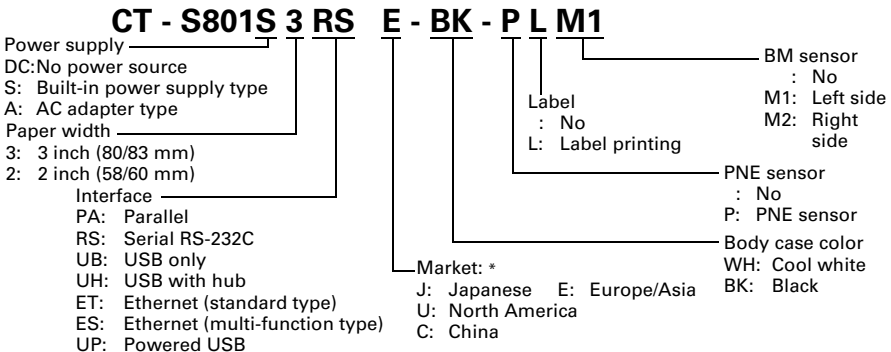 CT - S801S 3 RS E - BK - P L M1
Power supply
DC:No power source
S: Built-in power supply type
A: AC adapter type
Paper width
3: 3 inch (80/83 mm)
2: 2 inch (58/60 mm)
Interface
PA: Parallel
RS: Serial RS-232C
UB: USB only
UH: USB with hub
ET: Ethernet (standard type)
ES: Ethernet (multi-function type)
UP: Powered USB
Market: *
J: Japanese E: Europe/Asia
U: North America
C: China
Label
: No
L: Label printing
BM sensor
: No
M1: Left side
M2: Right
side
PNE sensor
: No
P: PNE sensor
Body case color
WH: Cool white
BK: Black